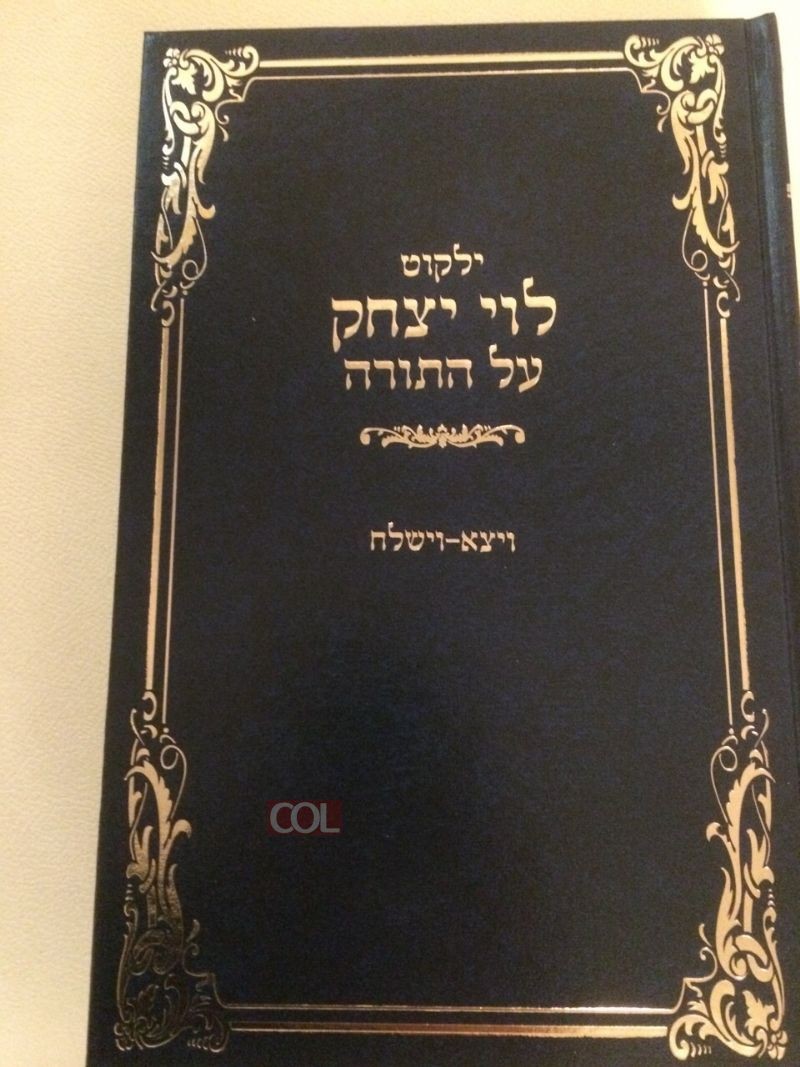 ילקוט
לוי יצחק
על התורה
ויצא-וישלח
COL